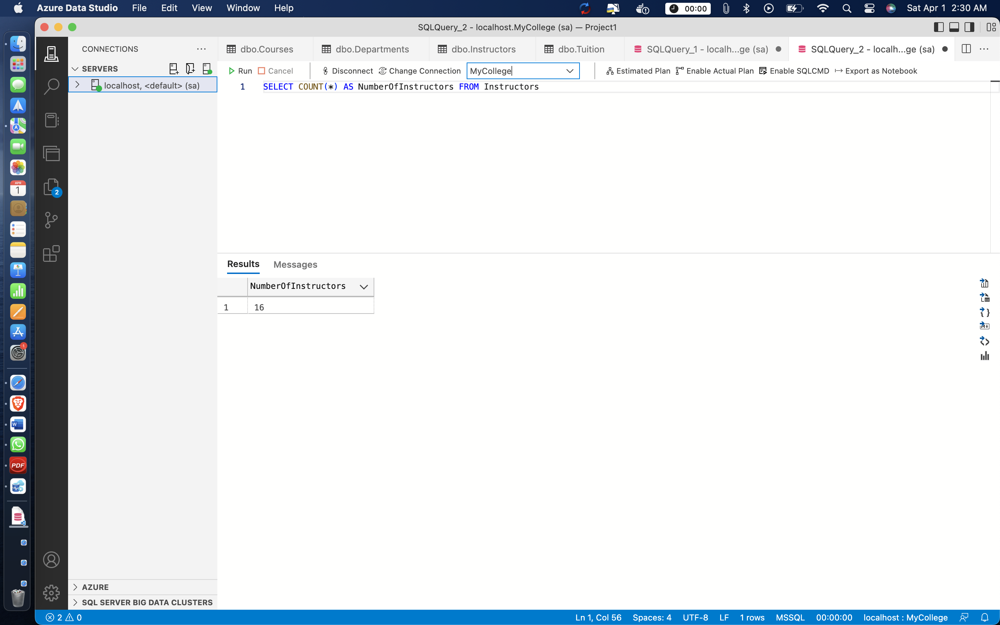 Azure Data Studio File Edit View Window Help 00:00 Sat Apr 1 2:30 AM
SQLQuery_2 - localhost.MyCollege (sa) — Project1
CONNECTIONS
dbo.Courses dbo.Departments dbo.Instructors dbo.Tuition SQLQuery_1 - localh...ge (sa) SQLQuery_2 - localh...ge (sa)
SERVERS
Run Cancel Disconnect Change Connection MyCollege Estimated Plan Enable Actual Plan Enable SQLCMD Export as Notebook
localhost, <default> (sa)
1 SELECT COUNT(*) AS NumberOfInstructors FROM Instructors
APR
1
2
Results Messages
NumberOfInstructors
1 16
1
W
PDF
AZURE
SQL SERVER BIG DATA CLUSTERS
2 0 Ln 1, Col 56 Spaces: 4 UTF-8 LF 1 rows MSSQL 00:00:00 localhost : MyCollege